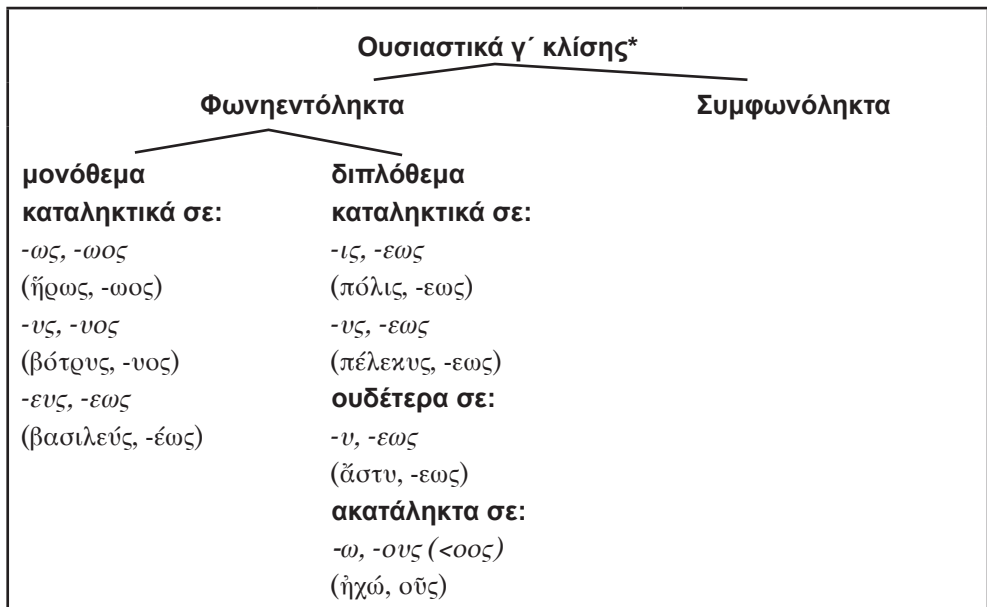 Ουσιαστικά γ΄ κλίσης*
Φωνηεντόληκτα
Συμφωνόληκτα
μονόθεμα
καταληκτικά σε:
-ως, -ωος
(ἥρως, -ωος)
-υς, -υος
(βότρυς, -υος)
-ευς, -εως
(βασιλεύς, -έως)
διπλόθεμα
καταληκτικά σε:
-ις, -εως
(πόλις, -εως)
-υς, -εως
(πέλεκυς, -εως)
ουδέτερα σε:
-υ, -εως
(ἄστυ, -εως)
ακατάληκτα σε:
-ω, -ους (<οος)
(ἠχώ, οῦς)